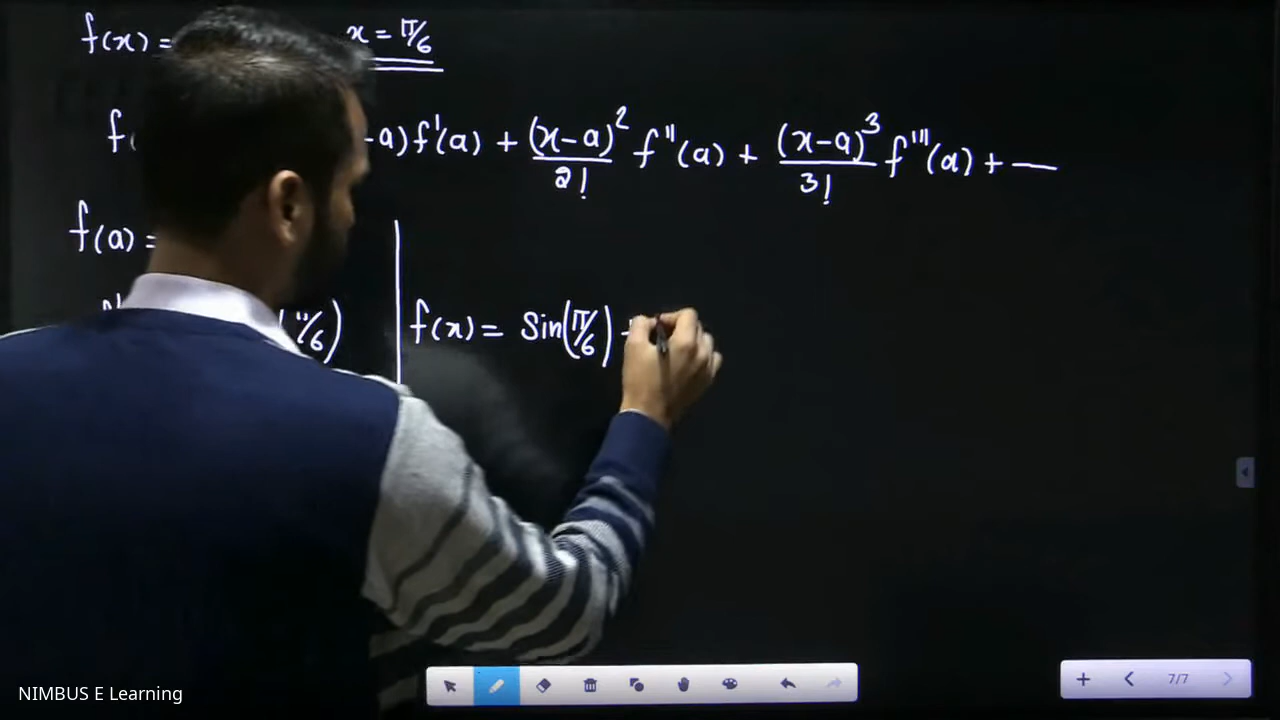 f(x) = x = π/6
f( -a) f'(a) + (x-a)²/2! f''(a) + (x-a)³/3! f'''(a) + —
f(a) =
π/6) f(x) = Sin(π/6)
7/7
NIMBUS E Learning